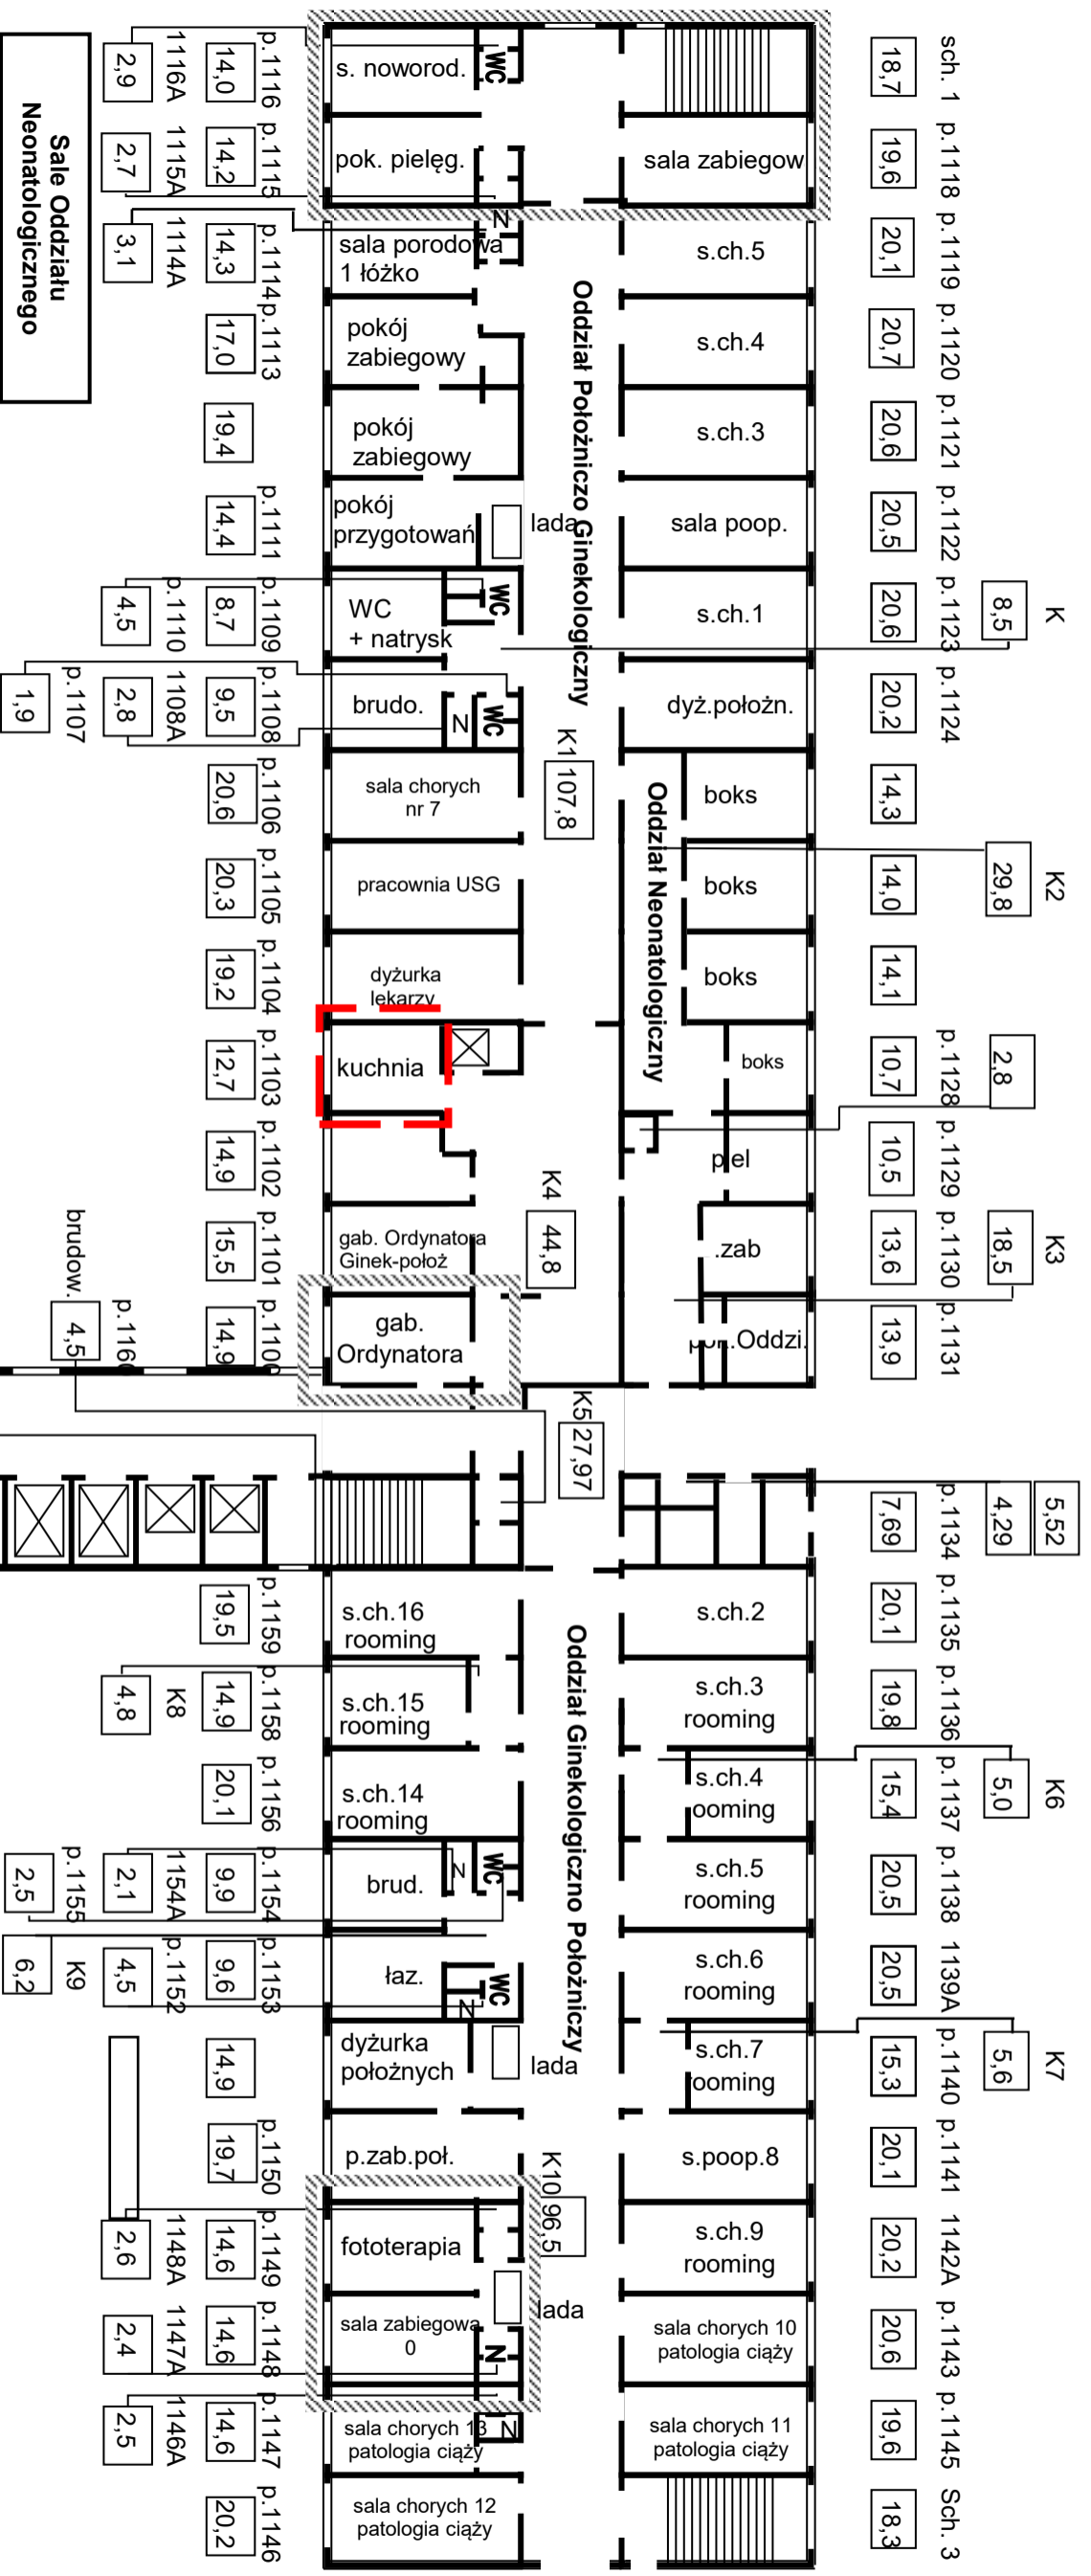 sch. 1
18,7
p.1118
19,6
p.1119
20,1
p.1120
20,7
p.1121
20,6
p.1122
20,5
p.1123
20,6
K
8,5
p.1124
20,2
14,3
K2
29,8
14,0
14,1
p.1128
10,7
2,8
p.1129
10,5
p.1130
13,6
K3
18,5
p.1131
13,9
p.1134
7,69
4,29
5,52
p.1135
20,1
p.1136
19,8
p.1137
15,4
K6
5,0
p.1138
20,5
1139A
20,5
p.1140
15,3
K7
5,6
p.1141
20,1
1142A
20,2
p.1143
20,6
p.1145
19,6
Sch. 3
18,3
sala zabiegow
s.ch.5
s.ch.4
s.ch.3
sala poop.
s.ch.1
dyż.położn.
boks
boks
boks
boks
piel
.zab
.Oddzi.
s.ch.2
s.ch.3
rooming
s.ch.4
ooming
s.ch.5
rooming
s.ch.6
rooming
s.ch.7
rooming
s.poop.8
s.ch.9
rooming
sala chorych 10
patologia ciąży
sala chorych 11
patologia ciąży
Oddział Położniczo Ginekologiczny
K1
107,8
Oddział Neonatologiczny
K4
44,8
K5
27,97
Oddział Ginekologiczno Położniczy
K10
96,5
s. noworod.
WC
pok. pielęg.
N
sala porodowa
1 łóżko
pokój
zabiegowy
pokój
zabiegowy
pokój
przygotowań
lada
WC
+ natrysk
WC
brudo.
N
WC
sala chorych
nr 7
pracownia USG
dyżurka
lekarzy
kuchnia
gab. Ordynatora
Ginek-położ
gab.
Ordynatora
s.ch.16
rooming
s.ch.15
rooming
s.ch.14
rooming
brud.
N
WC
łaz.
WC
N
dyżurka
położnych
lada
p.zab.poł.
fototerapia
sala zabiegowa
0
lada
N
sala chorych 13
patologia ciąży
N
sala chorych 12
patologia ciąży
p.1116
14,0
1116A
2,9
p.1115
14,2
1115A
2,7
p.1114
14,3
1114A
3,1
p.1113
17,0
19,4
p.1111
14,4
p.1109
8,7
p.1110
4,5
p.1108
9,5
1108A
2,8
p.1107
1,9
p.1106
20,6
p.1105
20,3
p.1104
19,2
p.1103
12,7
p.1102
14,9
p.1101
15,5
p.1100
14,9
p.1160
brudow.
4,5
p.1159
19,5
p.1158
14,9
K8
4,8
p.1156
20,1
p.1154
9,9
1154A
2,1
p.1155
2,5
p.1153
9,6
p.1152
4,5
K9
6,2
14,9
p.1150
19,7
p.1149
14,6
1148A
2,6
p.1148
14,6
1147A
2,4
p.1147
14,6
1146A
2,5
p.1146
20,2
Sale Oddziału
Neonatologicznego